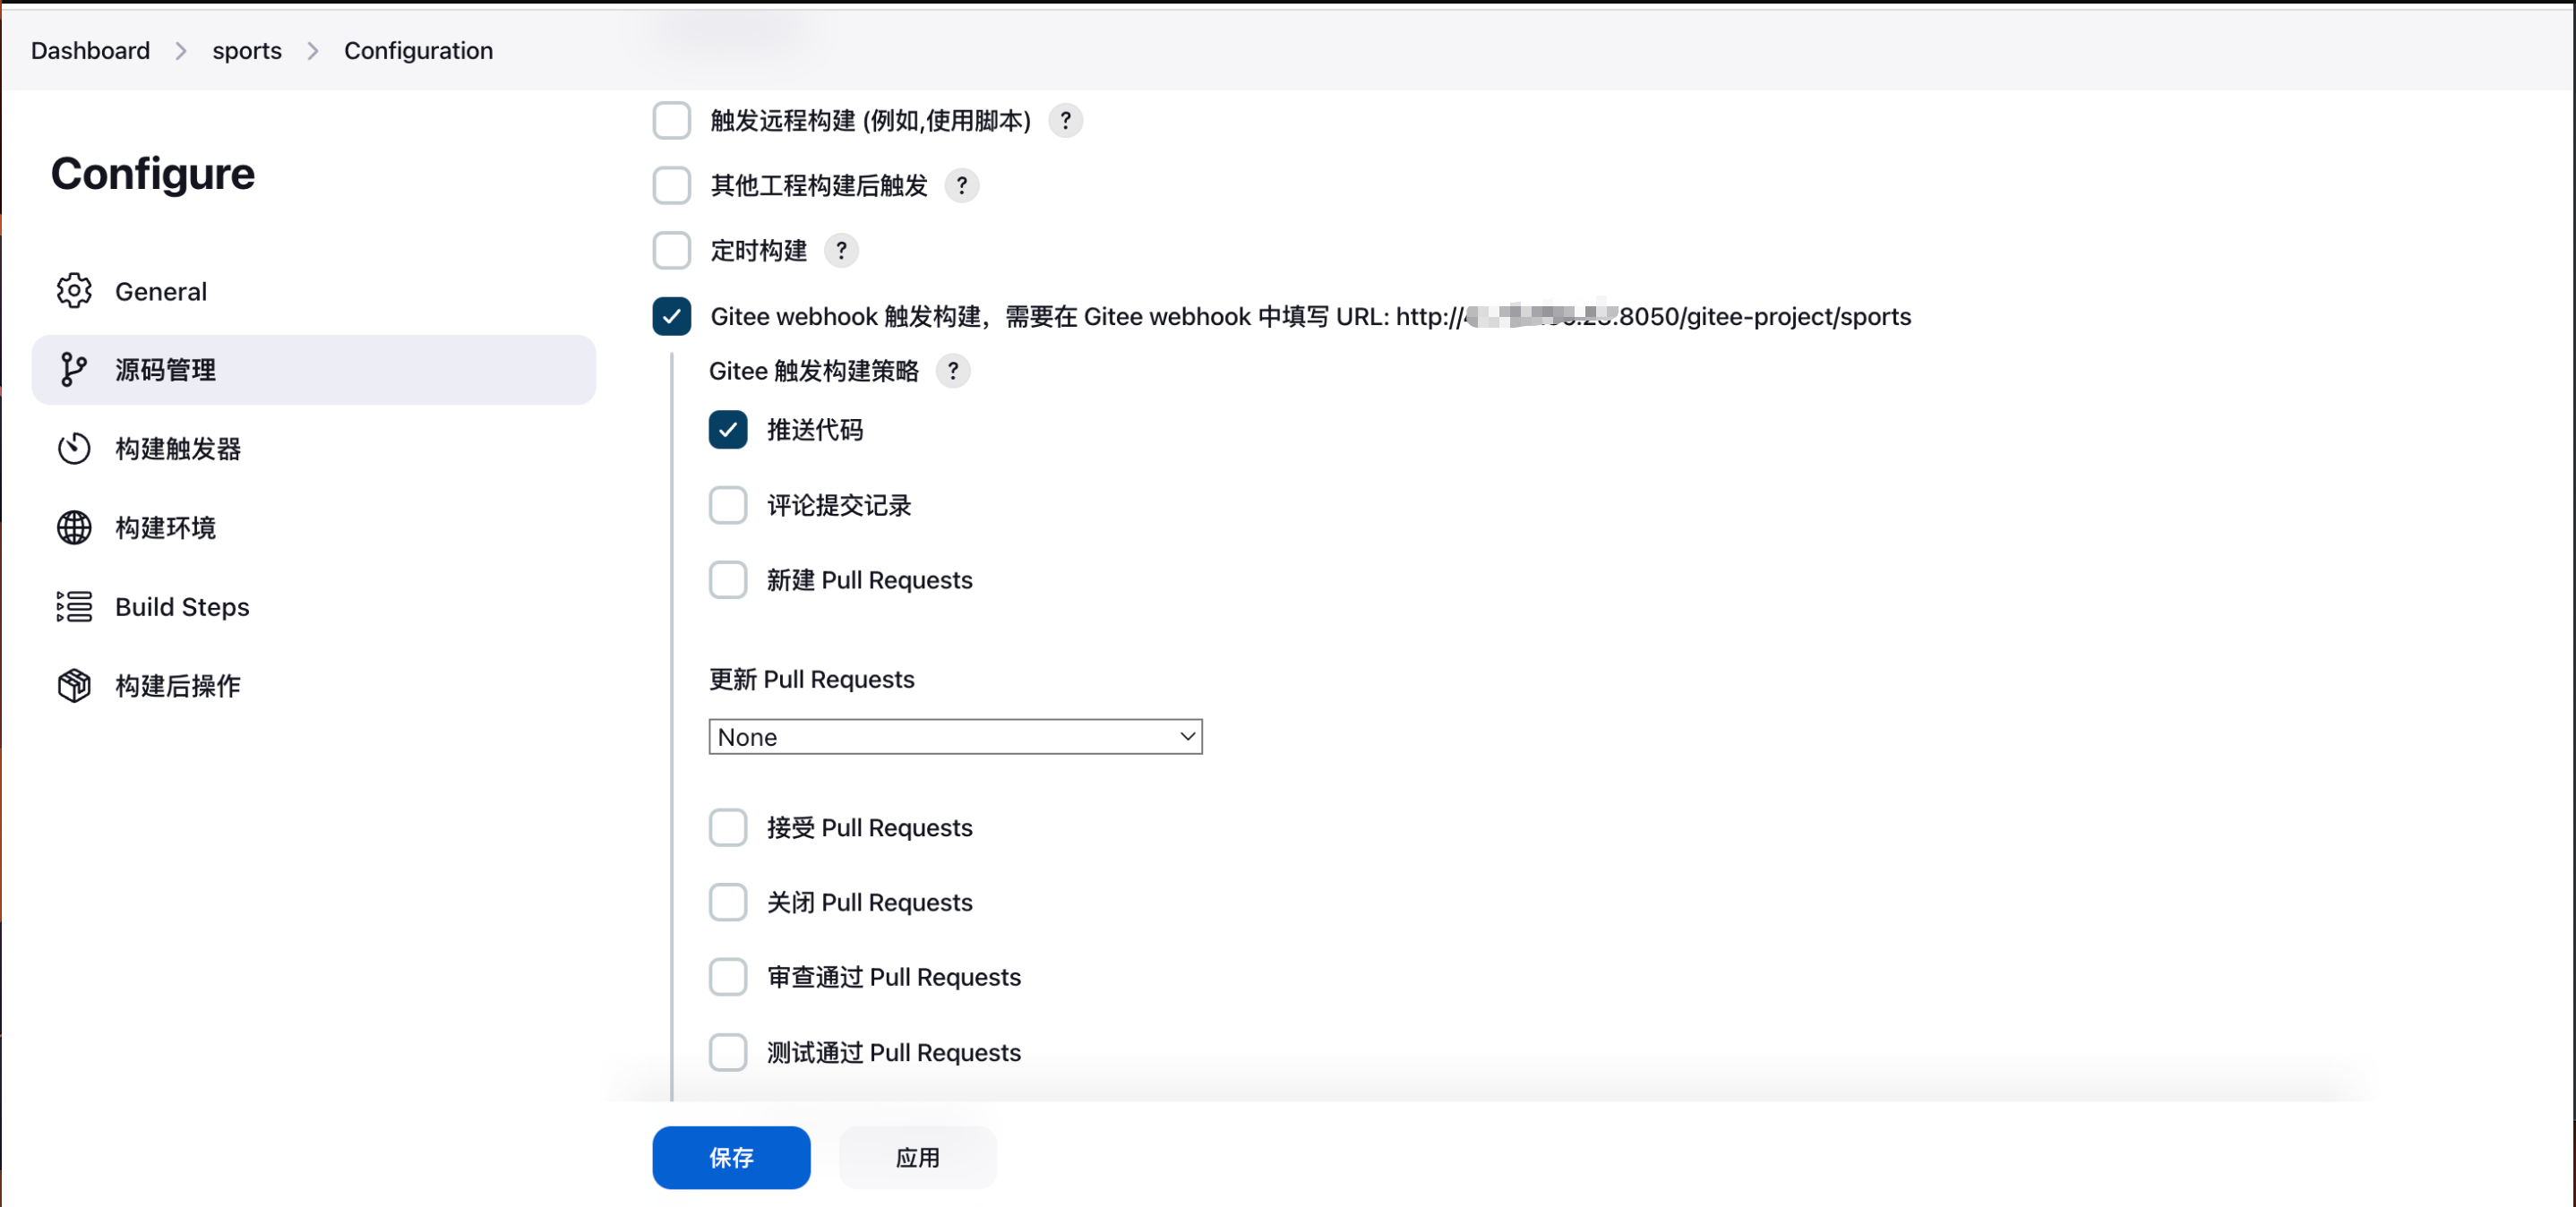 Dashboard > sports > Configuration
Configure
General
源码管理
构建触发器
构建环境
Build Steps
构建后操作
触发远程构建 (例如,使用脚本) ?
其他工程构建后触发 ?
定时构建 ?
Gitee webhook 触发构建，需要在 Gitee webhook 中填写 URL: http:// :8050/gitee-project/sports
Gitee 触发构建策略 ?
推送代码
评论提交记录
新建 Pull Requests
更新 Pull Requests
None
接受 Pull Requests
关闭 Pull Requests
审查通过 Pull Requests
测试通过 Pull Requests
保存
应用